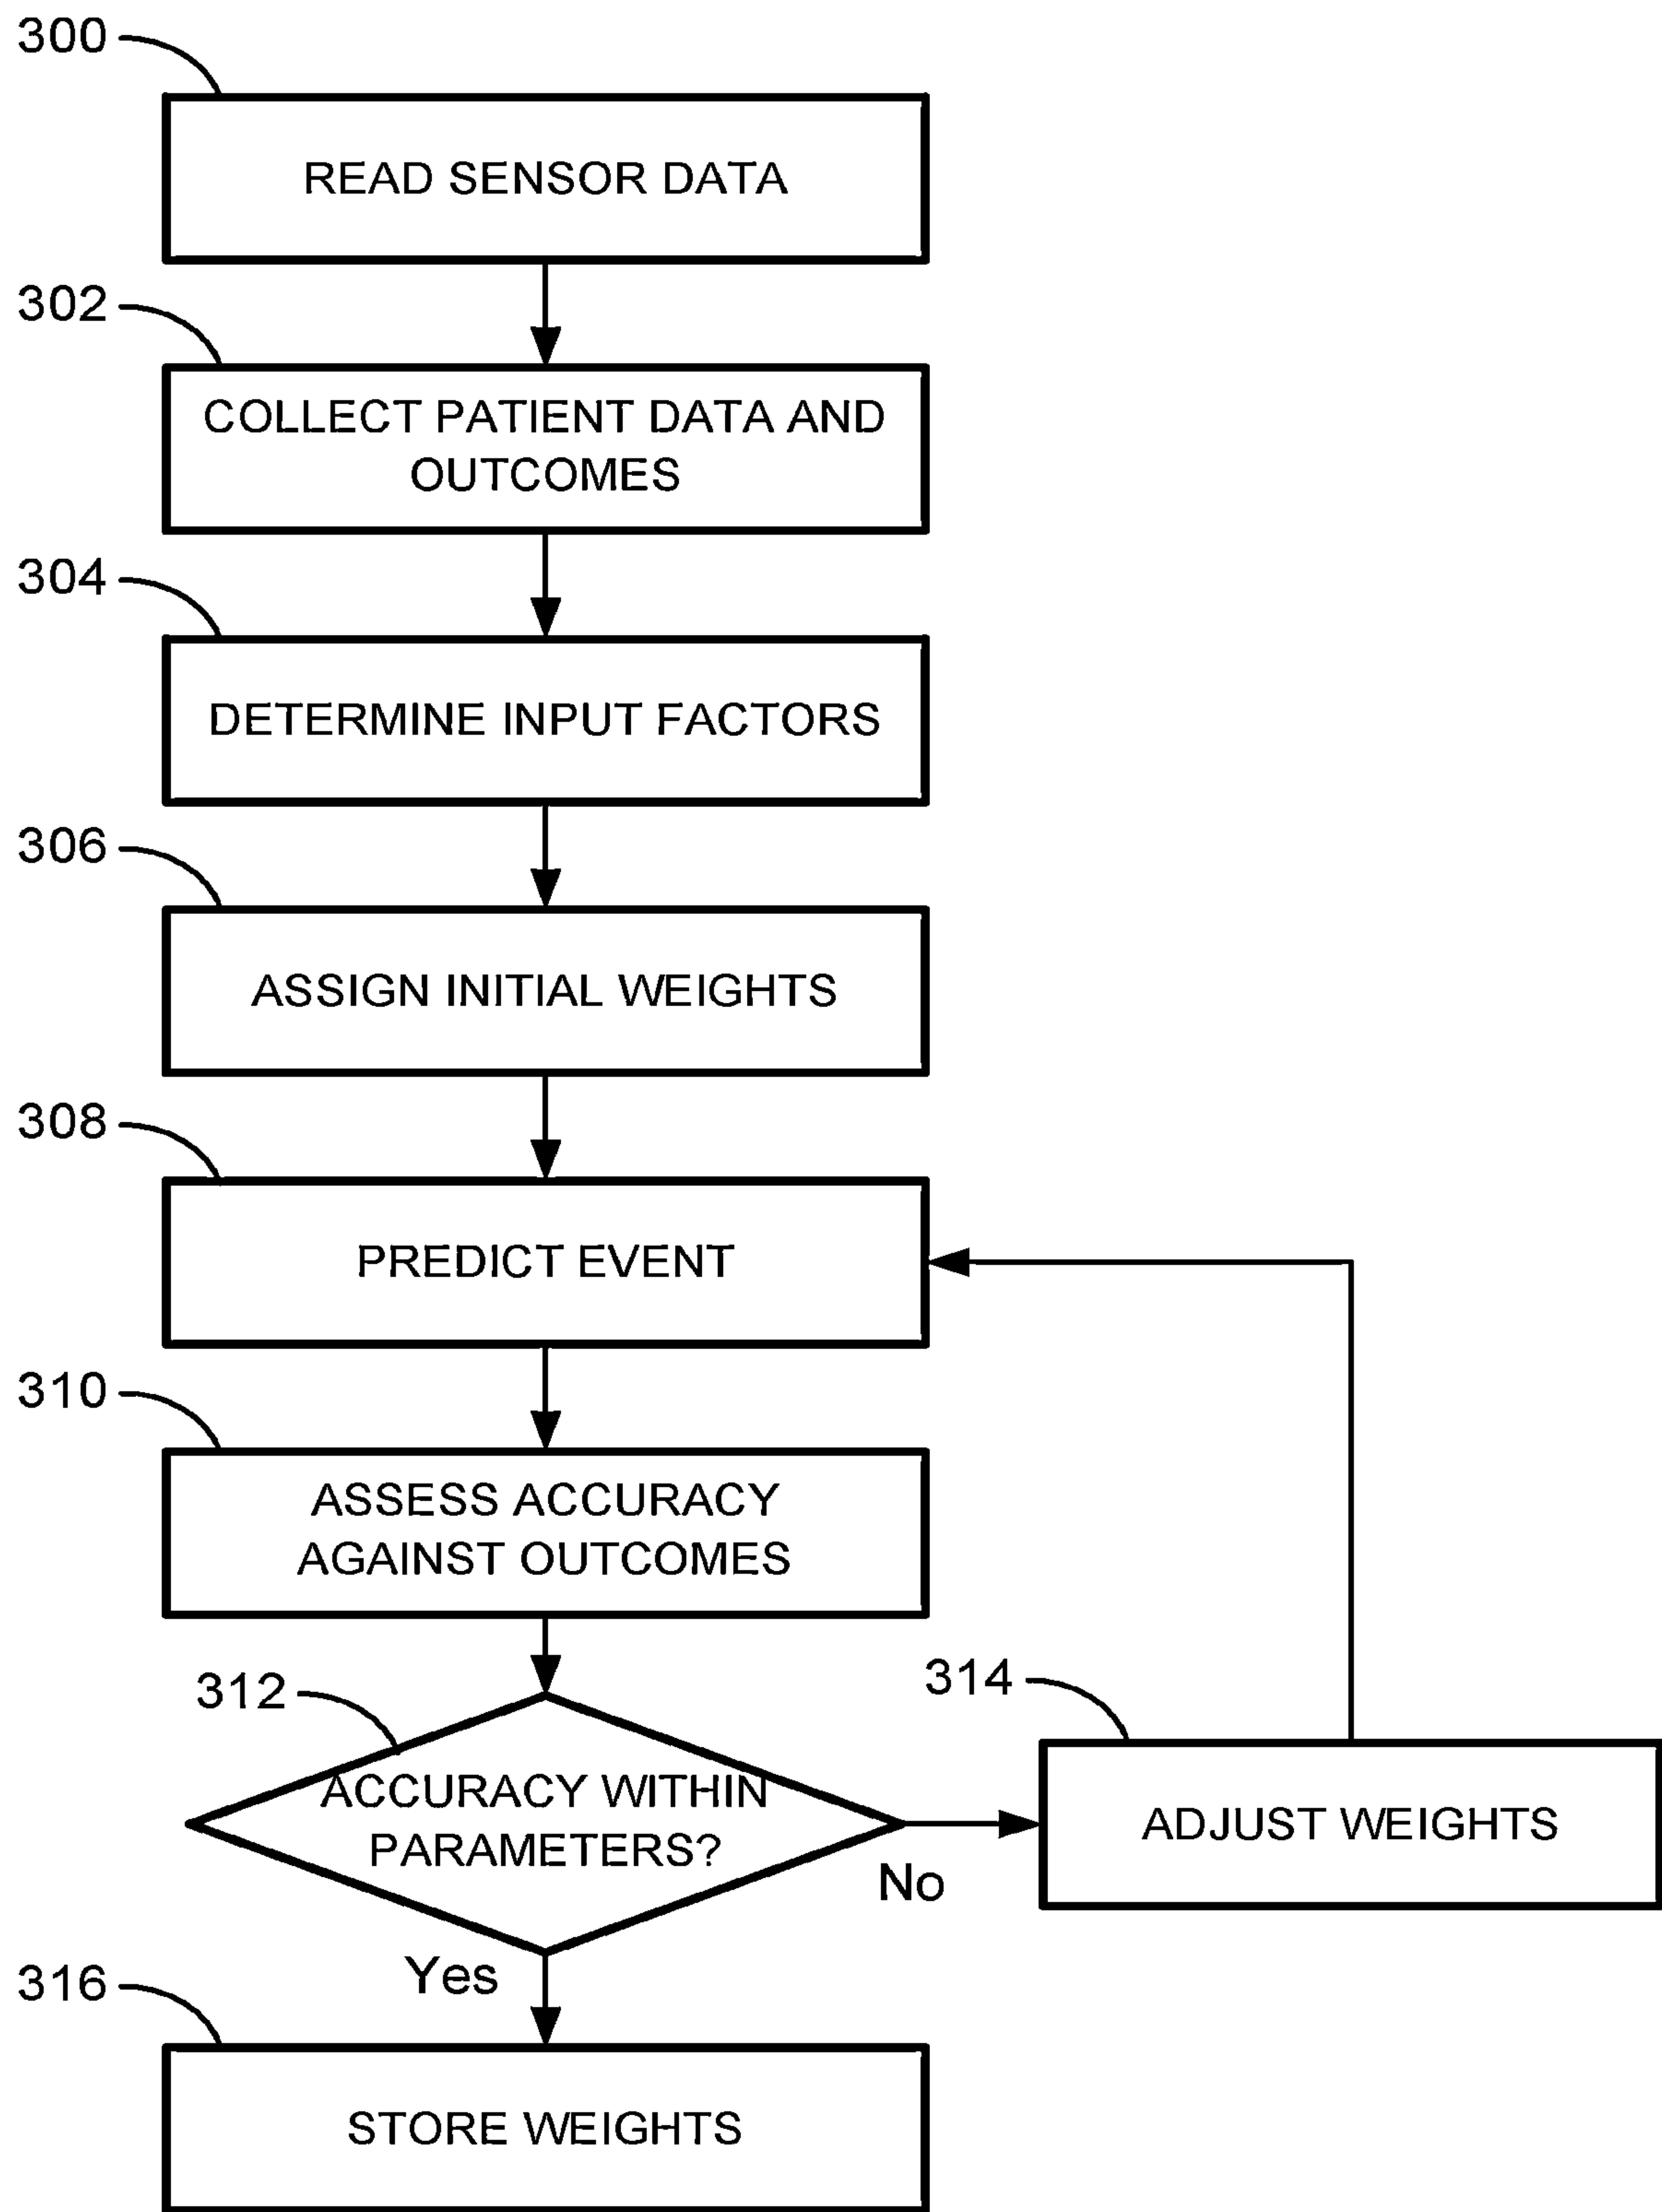 300
READ SENSOR DATA
302
COLLECT PATIENT DATA AND
OUTCOMES
304
DETERMINE INPUT FACTORS
306
ASSIGN INITIAL WEIGHTS
308
PREDICT EVENT
310
ASSESS ACCURACY
AGAINST OUTCOMES
312
ACCURACY WITHIN
PARAMETERS?
No
314
ADJUST WEIGHTS
Yes
316
STORE WEIGHTS